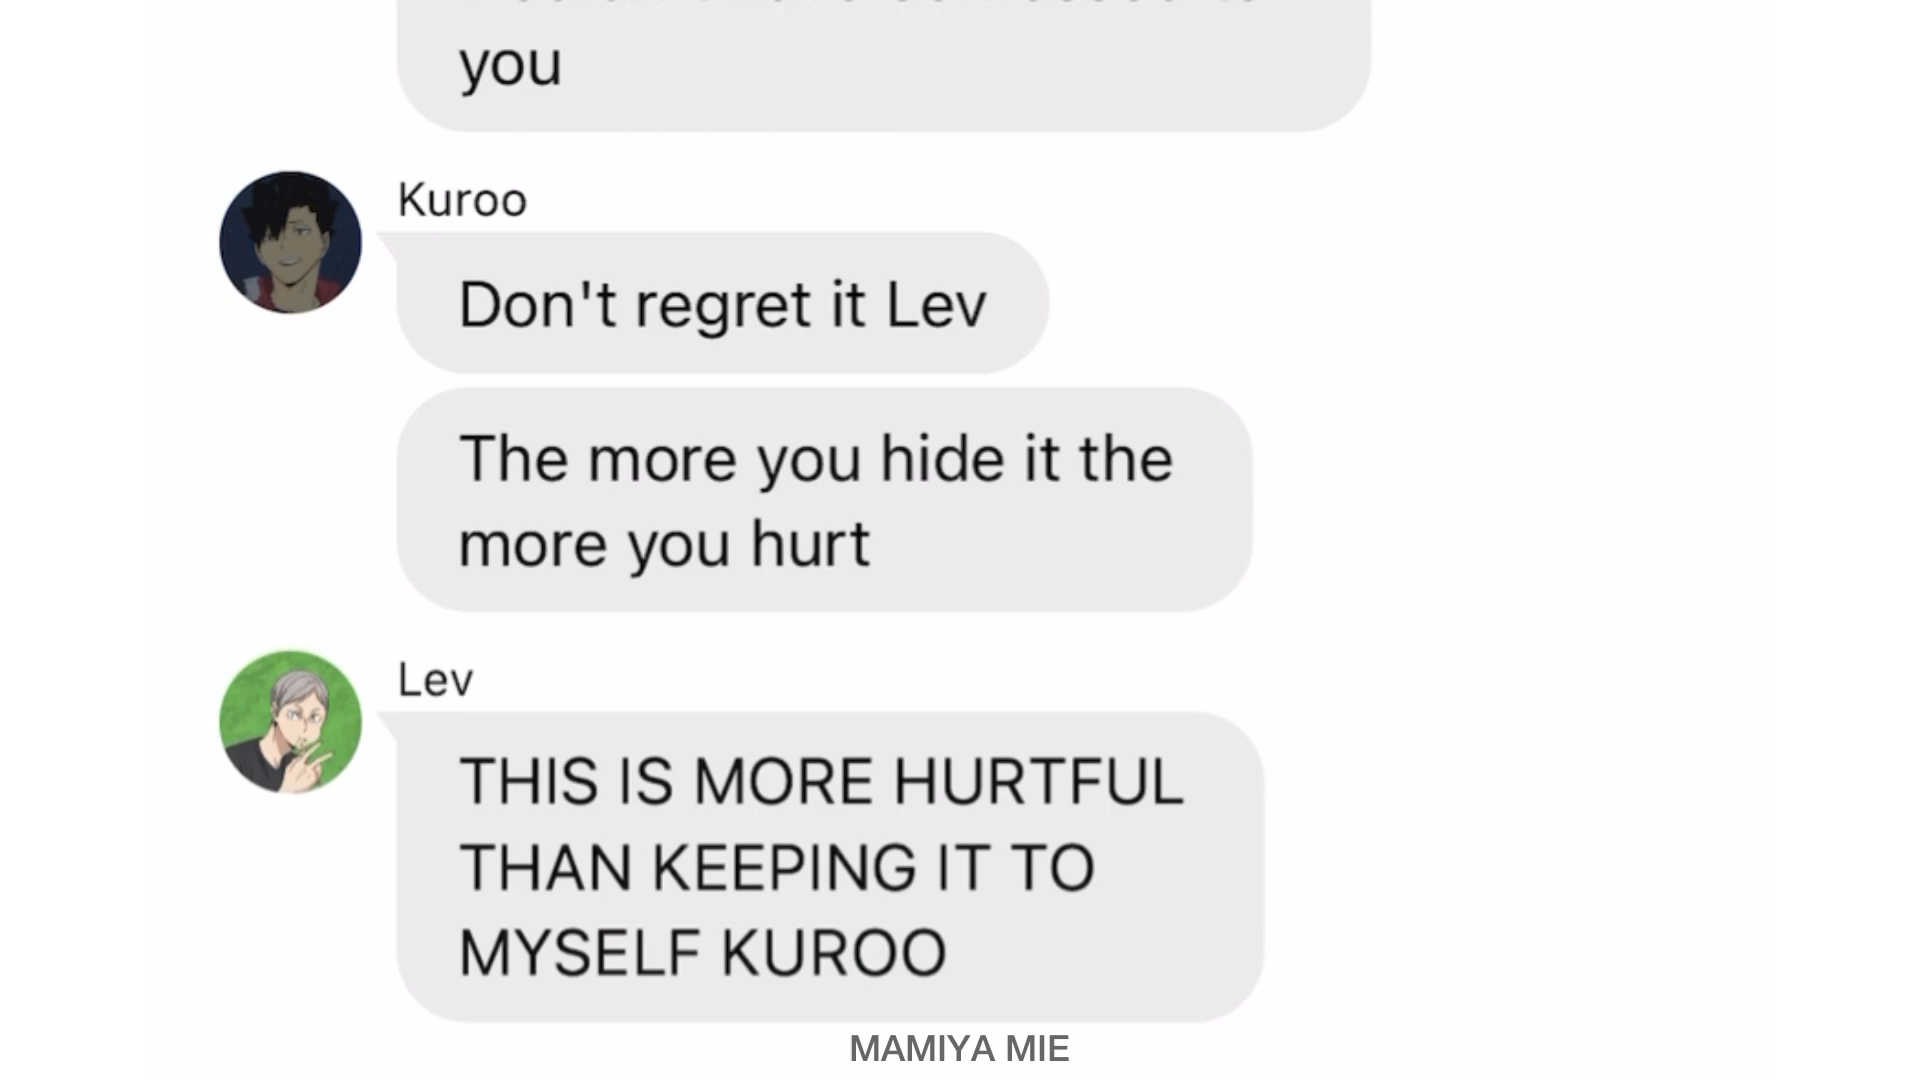 you
Kuroo
Don't regret it Lev
The more you hide it the
more you hurt
Lev
THIS IS MORE HURTFUL
THAN KEEPING IT TO
MYSELF KUROO
MAMIYA MIE